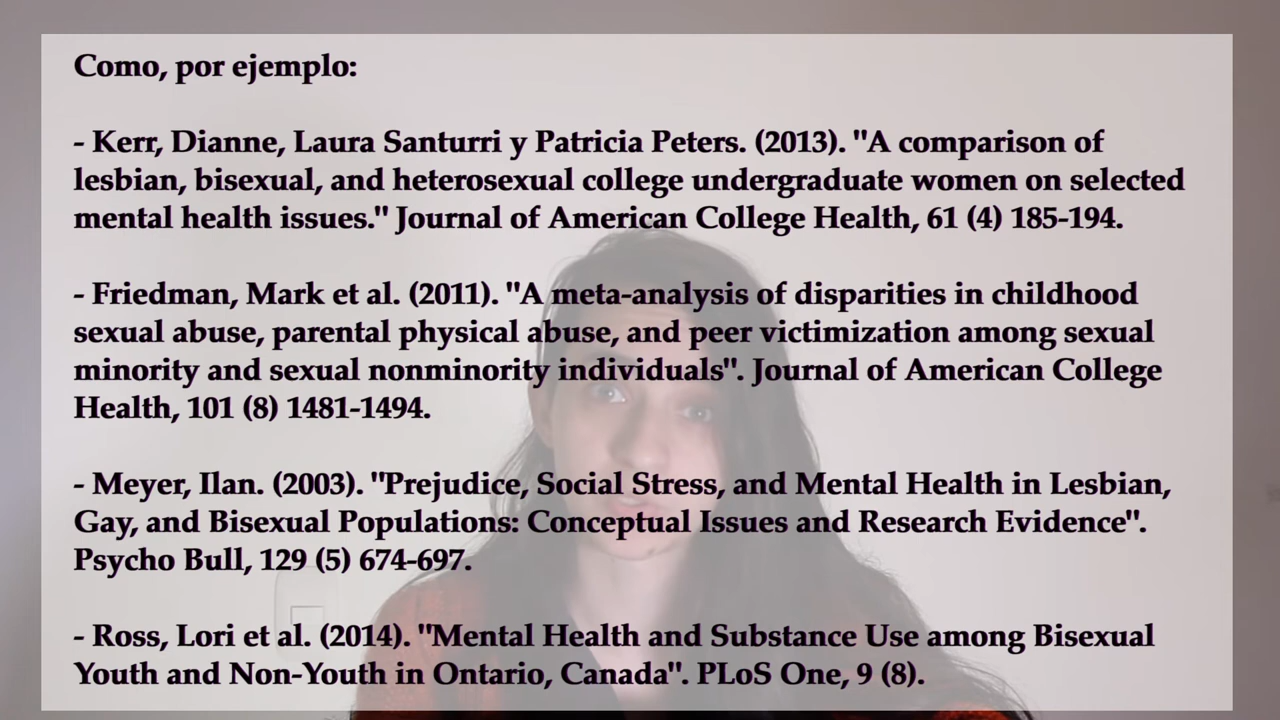 Como, por ejemplo:
- Kerr, Dianne, Laura Santurri y Patricia Peters. (2013). "A comparison of
lesbian, bisexual, and heterosexual college undergraduate women on selected
mental health issues." Journal of American College Health, 61 (4) 185-194.
- Friedman, Mark et al. (2011). "A meta-analysis of disparities in childhood
sexual abuse, parental physical abuse, and peer victimization among sexual
minority and sexual nonminority individuals". Journal of American College
Health, 101 (8) 1481-1494.
- Meyer, Ilan. (2003). "Prejudice, Social Stress, and Mental Health in Lesbian,
Gay, and Bisexual Populations: Conceptual Issues and Research Evidence".
Psycho Bull, 129 (5) 674-697.
- Ross, Lori et al. (2014). "Mental Health and Substance Use among Bisexual
Youth and Non-Youth in Ontario, Canada". PLoS One, 9 (8).